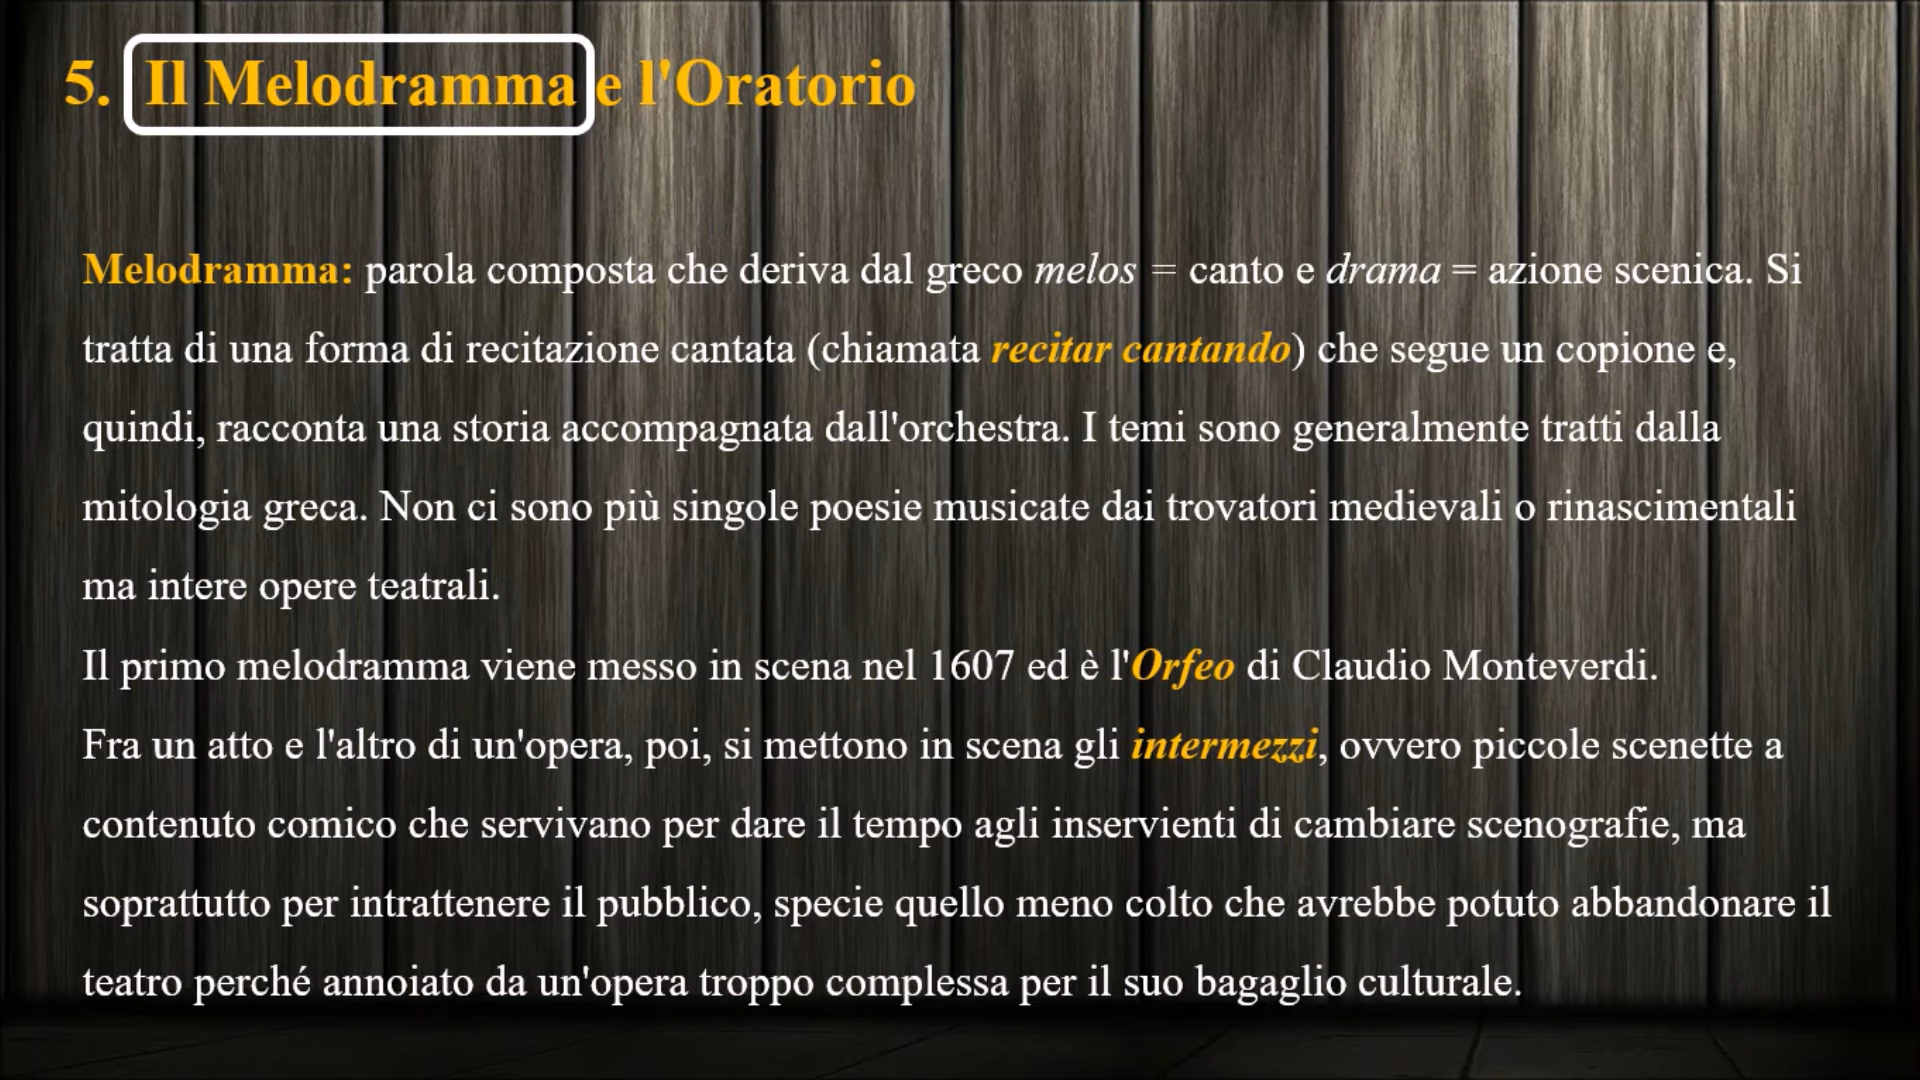 5. Il Melodramma e l'Oratorio
Melodramma: parola composta che deriva dal greco melos = canto e drama = azione scenica. Si
tratta di una forma di recitazione cantata (chiamata recitar cantando) che segue un copione e,
quindi, racconta una storia accompagnata dall'orchestra. I temi sono generalmente tratti dalla
mitologia greca. Non ci sono più singole poesie musicate dai trovatori medievali o rinascimentali
ma intere opere teatrali.
Il primo melodramma viene messo in scena nel 1607 ed è l'Orfeo di Claudio Monteverdi.
Fra un atto e l'altro di un'opera, poi, si mettono in scena gli intermezzi, ovvero piccole scenette a
contenuto comico che servivano per dare il tempo agli inservienti di cambiare scenografie, ma
soprattutto per intrattenere il pubblico, specie quello meno colto che avrebbe potuto abbandonare il
teatro perché annoiato da un'opera troppo complessa per il suo bagaglio culturale.